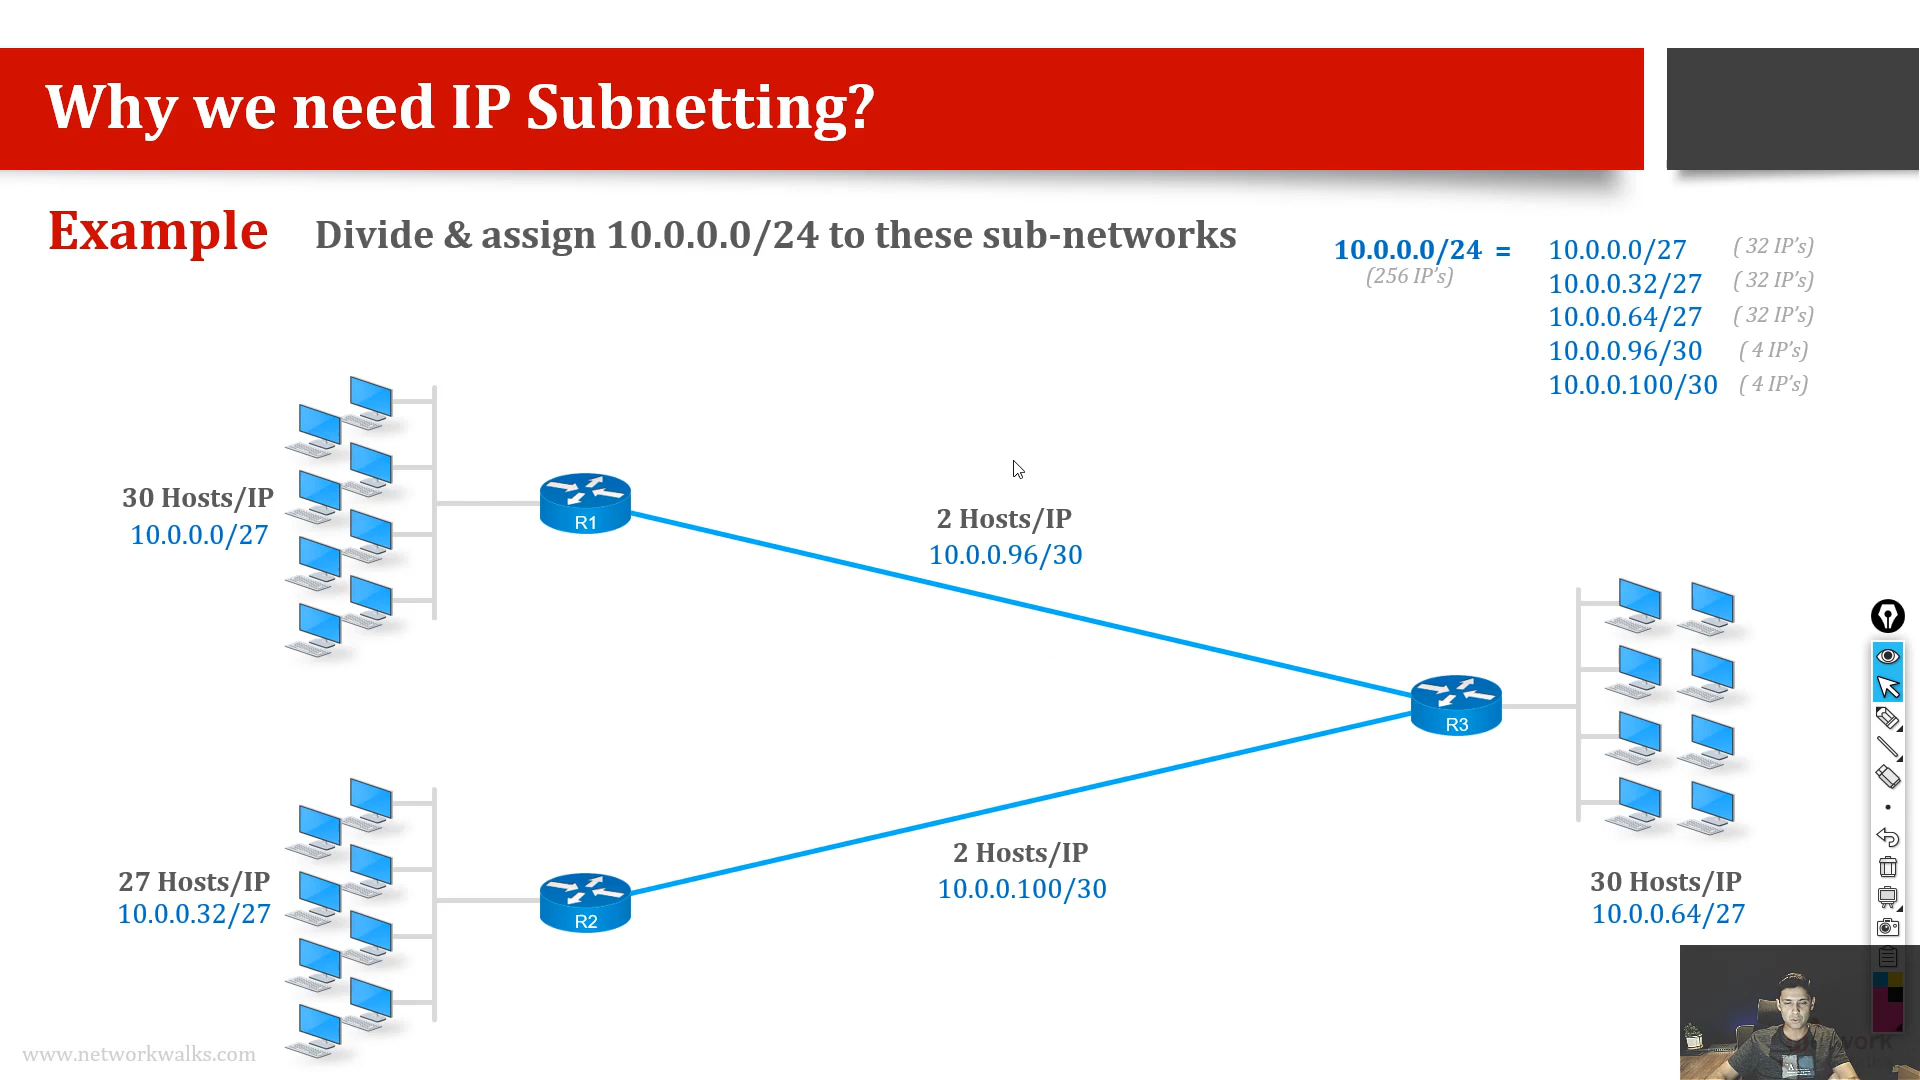 Why we need IP Subnetting?
Example
Divide & assign 10.0.0.0/24 to these sub-networks
10.0.0.0/24 =
(256 IP's)
10.0.0.0/27 ( 32 IP's)
10.0.0.32/27 ( 32 IP's)
10.0.0.64/27 ( 32 IP's)
10.0.0.96/30 ( 4 IP's)
10.0.0.100/30 ( 4 IP's)
30 Hosts/IP
10.0.0.0/27
R1
2 Hosts/IP
10.0.0.96/30
R3
27 Hosts/IP
10.0.0.32/27
R2
2 Hosts/IP
10.0.0.100/30
30 Hosts/IP
10.0.0.64/27
www.networkwalks.com